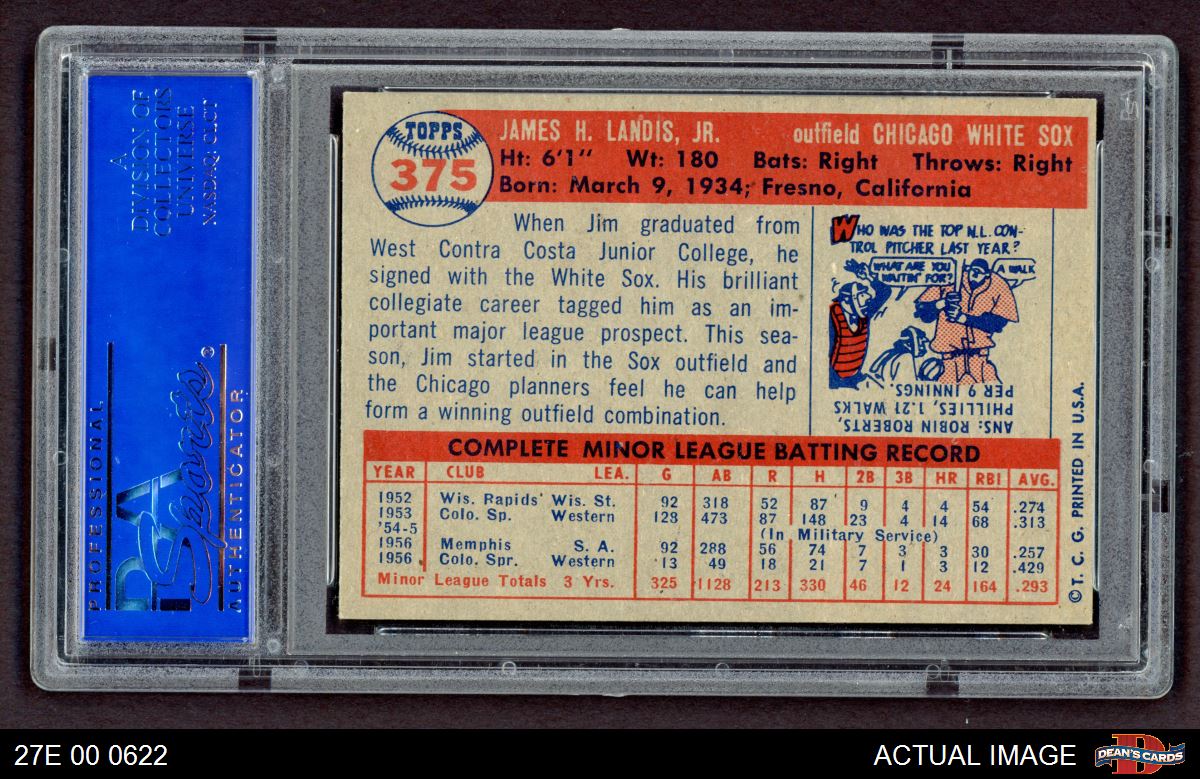 A
DIVISION OF
COLLECTORS
UNIVERSE
NASDAQ: CLCT
PROFESSIONAL
PSA
Sports
AUTHENTICATOR
TOPPS
375
JAMES H. LANDIS, JR. outfield CHICAGO WHITE SOX
Ht: 6'1" Wt: 180 Bats: Right Throws: Right
Born: March 9, 1934; Fresno, California
When Jim graduated from
West Contra Costa Junior College, he
signed with the White Sox. His brilliant
collegiate career tagged him as an im-
portant major league prospect. This sea-
son, Jim started in the Sox outfield and
the Chicago planners feel he can help
form a winning outfield combination.
WHO WAS THE TOP N.L. CON-
TROL PITCHER LAST YEAR?
WHAT ARE YOU
WAITIN' FOR?
A WALK
ANS: ROBIN ROBERTS,
PHILLIES, 1.21 WALKS
PER 9 INNINGS.
COMPLETE MINOR LEAGUE BATTING RECORD
YEAR CLUB LEA. G AB R H 2B 3B HR RBI AVG.
1952 Wis. Rapids Wis. St. 92 318 52 87 9 4 4 54 .274
1953 Colo. Sp. Western 128 473 87 148 23 4 14 68 .313
'54-5 (In Military Service)
1956 Memphis S. A. 92 288 56 74 7 3 3 30 .257
1956 Colo. Spr. Western 13 49 18 21 7 1 3 12 .429
Minor League Totals 3 Yrs. 325 1128 213 330 46 12 24 164 .293
©T. C. G. PRINTED IN U.S.A.
27E 00 0622
ACTUAL IMAGE
DEAN'S CARDS